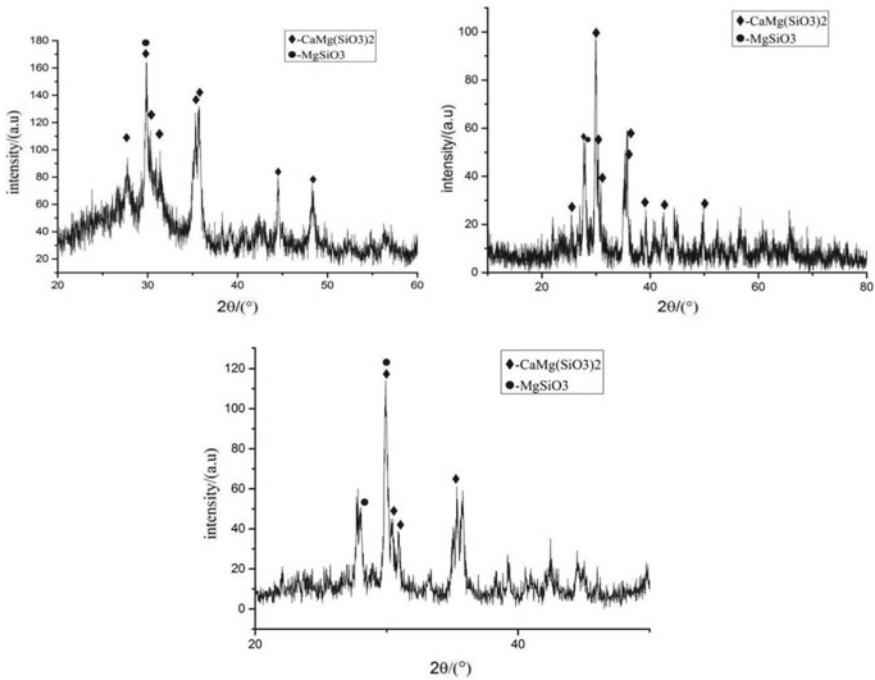 180
160
140
120
100
80
60
40
20
intensity/(a.u)
◆-CaMg(SiO3)2
●-MgSiO3
20 30 40 50 60
2θ/(°)
100
80
60
40
20
0
intensity/(a.u)
◆-CaMg(SiO3)2
●-MgSiO3
20 40 60 80
2θ/(°)
120
100
80
60
40
20
0
intensity/(a.u)
◆-CaMg(SiO3)2
●-MgSiO3
20 40
2θ/(°)